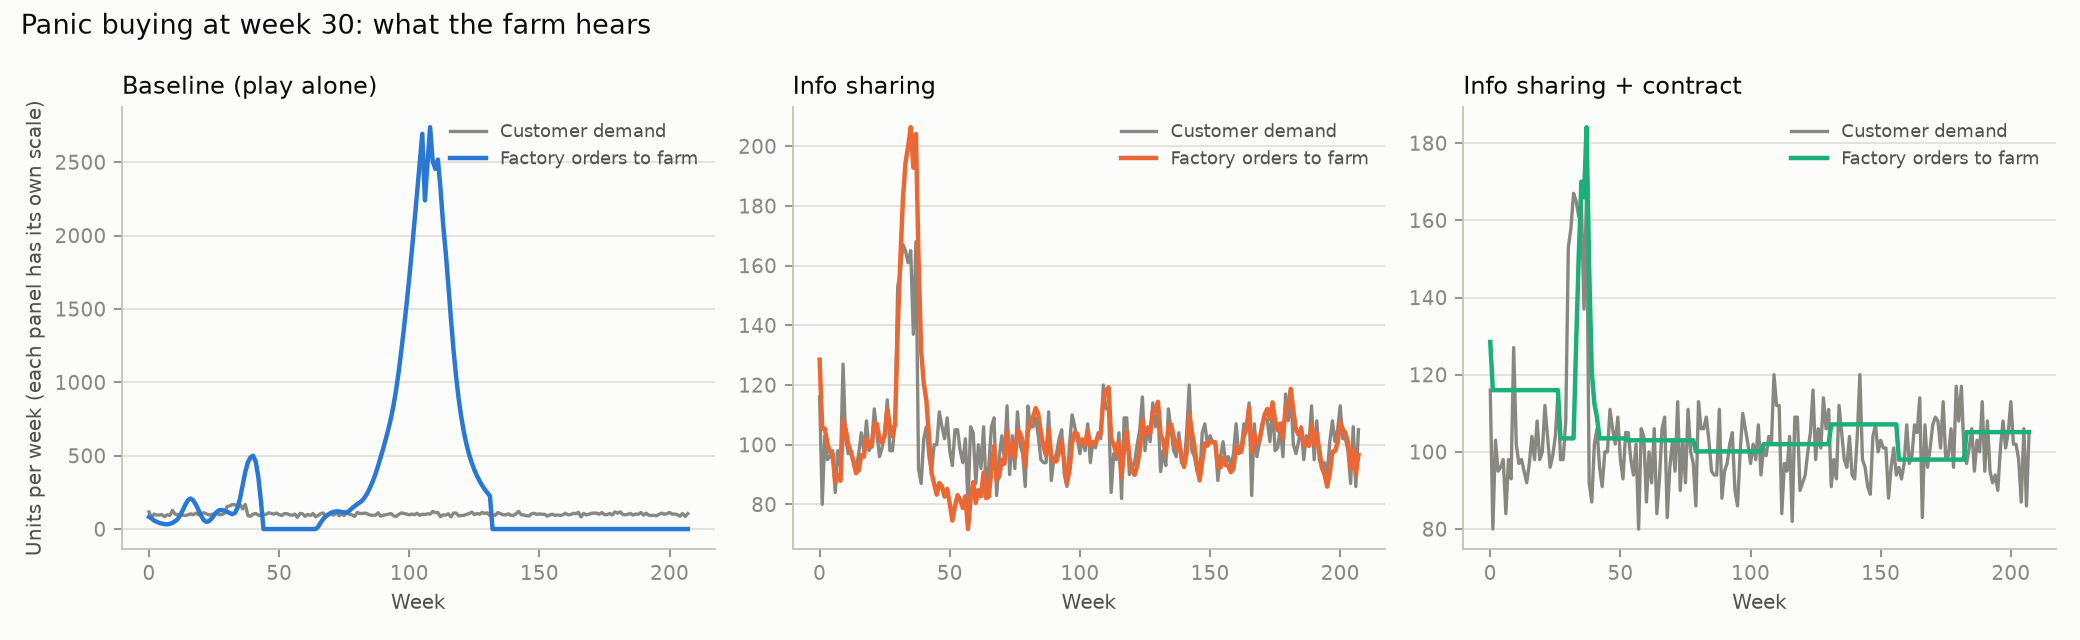 Panic buying at week 30: what the farm hears
Baseline (play alone)
Units per week (each panel has its own scale)
2500
2000
1500
1000
500
0
Customer demand
Factory orders to farm
0 50 100 150 200
Week
Info sharing
200
180
160
140
120
100
80
Customer demand
Factory orders to farm
0 50 100 150 200
Week
Info sharing + contract
180
160
140
120
100
80
Customer demand
Factory orders to farm
0 50 100 150 200
Week